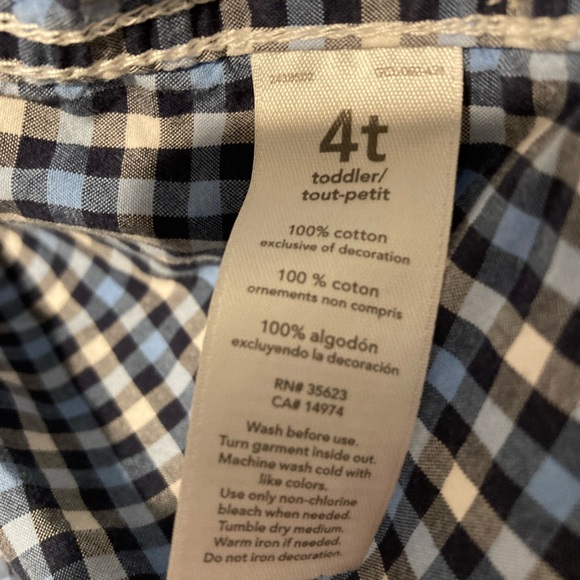 4t
toddler/
tout-petit
100% cotton
exclusive of decoration
100 % coton
ornements non compris
100% algodón
excluyendo la decoración
RN# 35623
CA# 14974
Wash before use.
Turn garment inside out.
Machine wash cold with
like colors.
Use only non-chlorine
bleach when needed.
Tumble dry medium.
Warm iron if needed.
Do not iron decoration.